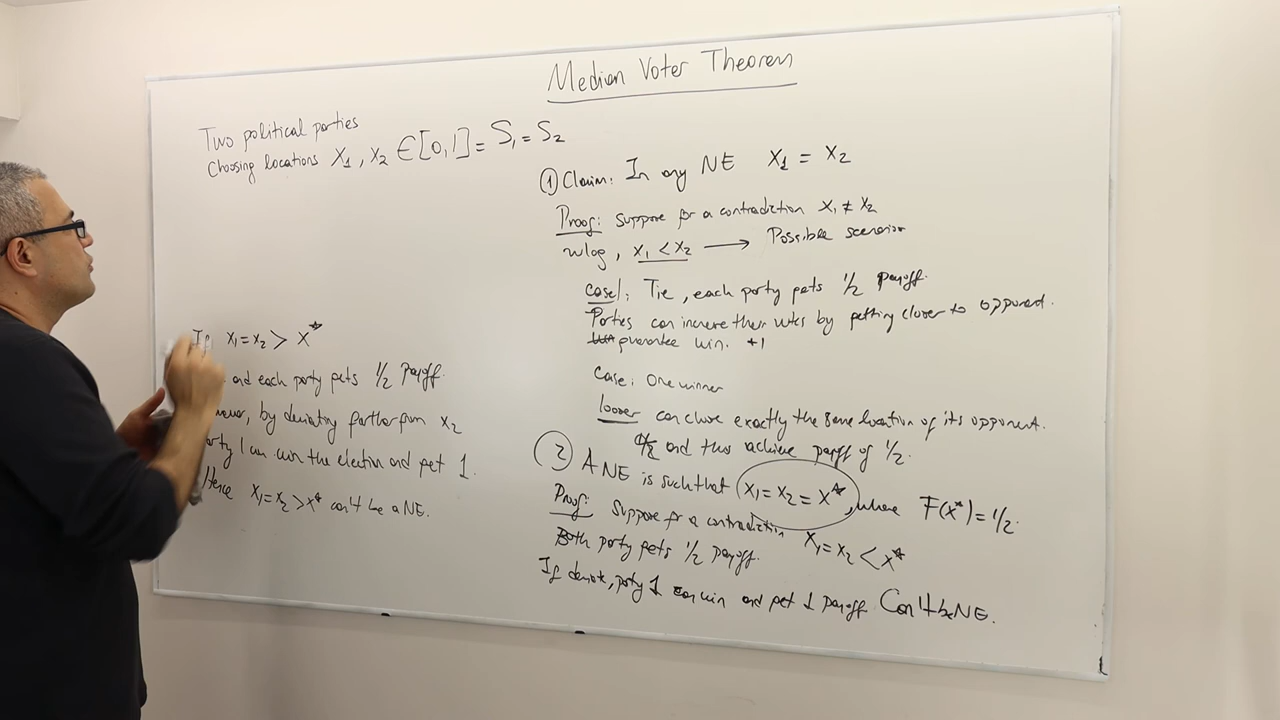 Median Voter Theorem
Two political parties
Choosing locations X₁, X₂ ∈ [0,1] = S₁ = S₂
If X₁ = X₂ > X*
and each party gets 1/2 payoff.
by deviating farther from X₂
party 1 can win the election and get 1.
Hence X₁=X₂ > X* can't be a NE.
① Claim: In any NE X₁ = X₂
Proof: Suppose for a contradiction X₁ ≠ X₂
wlog, X₁ < X₂ → Possible scenarios
Case 1: Tie, each party gets 1/2 payoff.
Parties can increase their votes by getting closer to opponent.
guarantee win. +1
Case: One winner
looser can chose exactly the same location of its opponent.
and thus achieve payoff of 1/2.
② A NE is such that X₁ = X₂ = X*, where F(X*) = 1/2.
Proof: Suppose for a contradiction X₁ = X₂ < X*
Both party gets 1/2 payoff.
If deviate, party 1 can win and get 1 payoff Can't be NE.